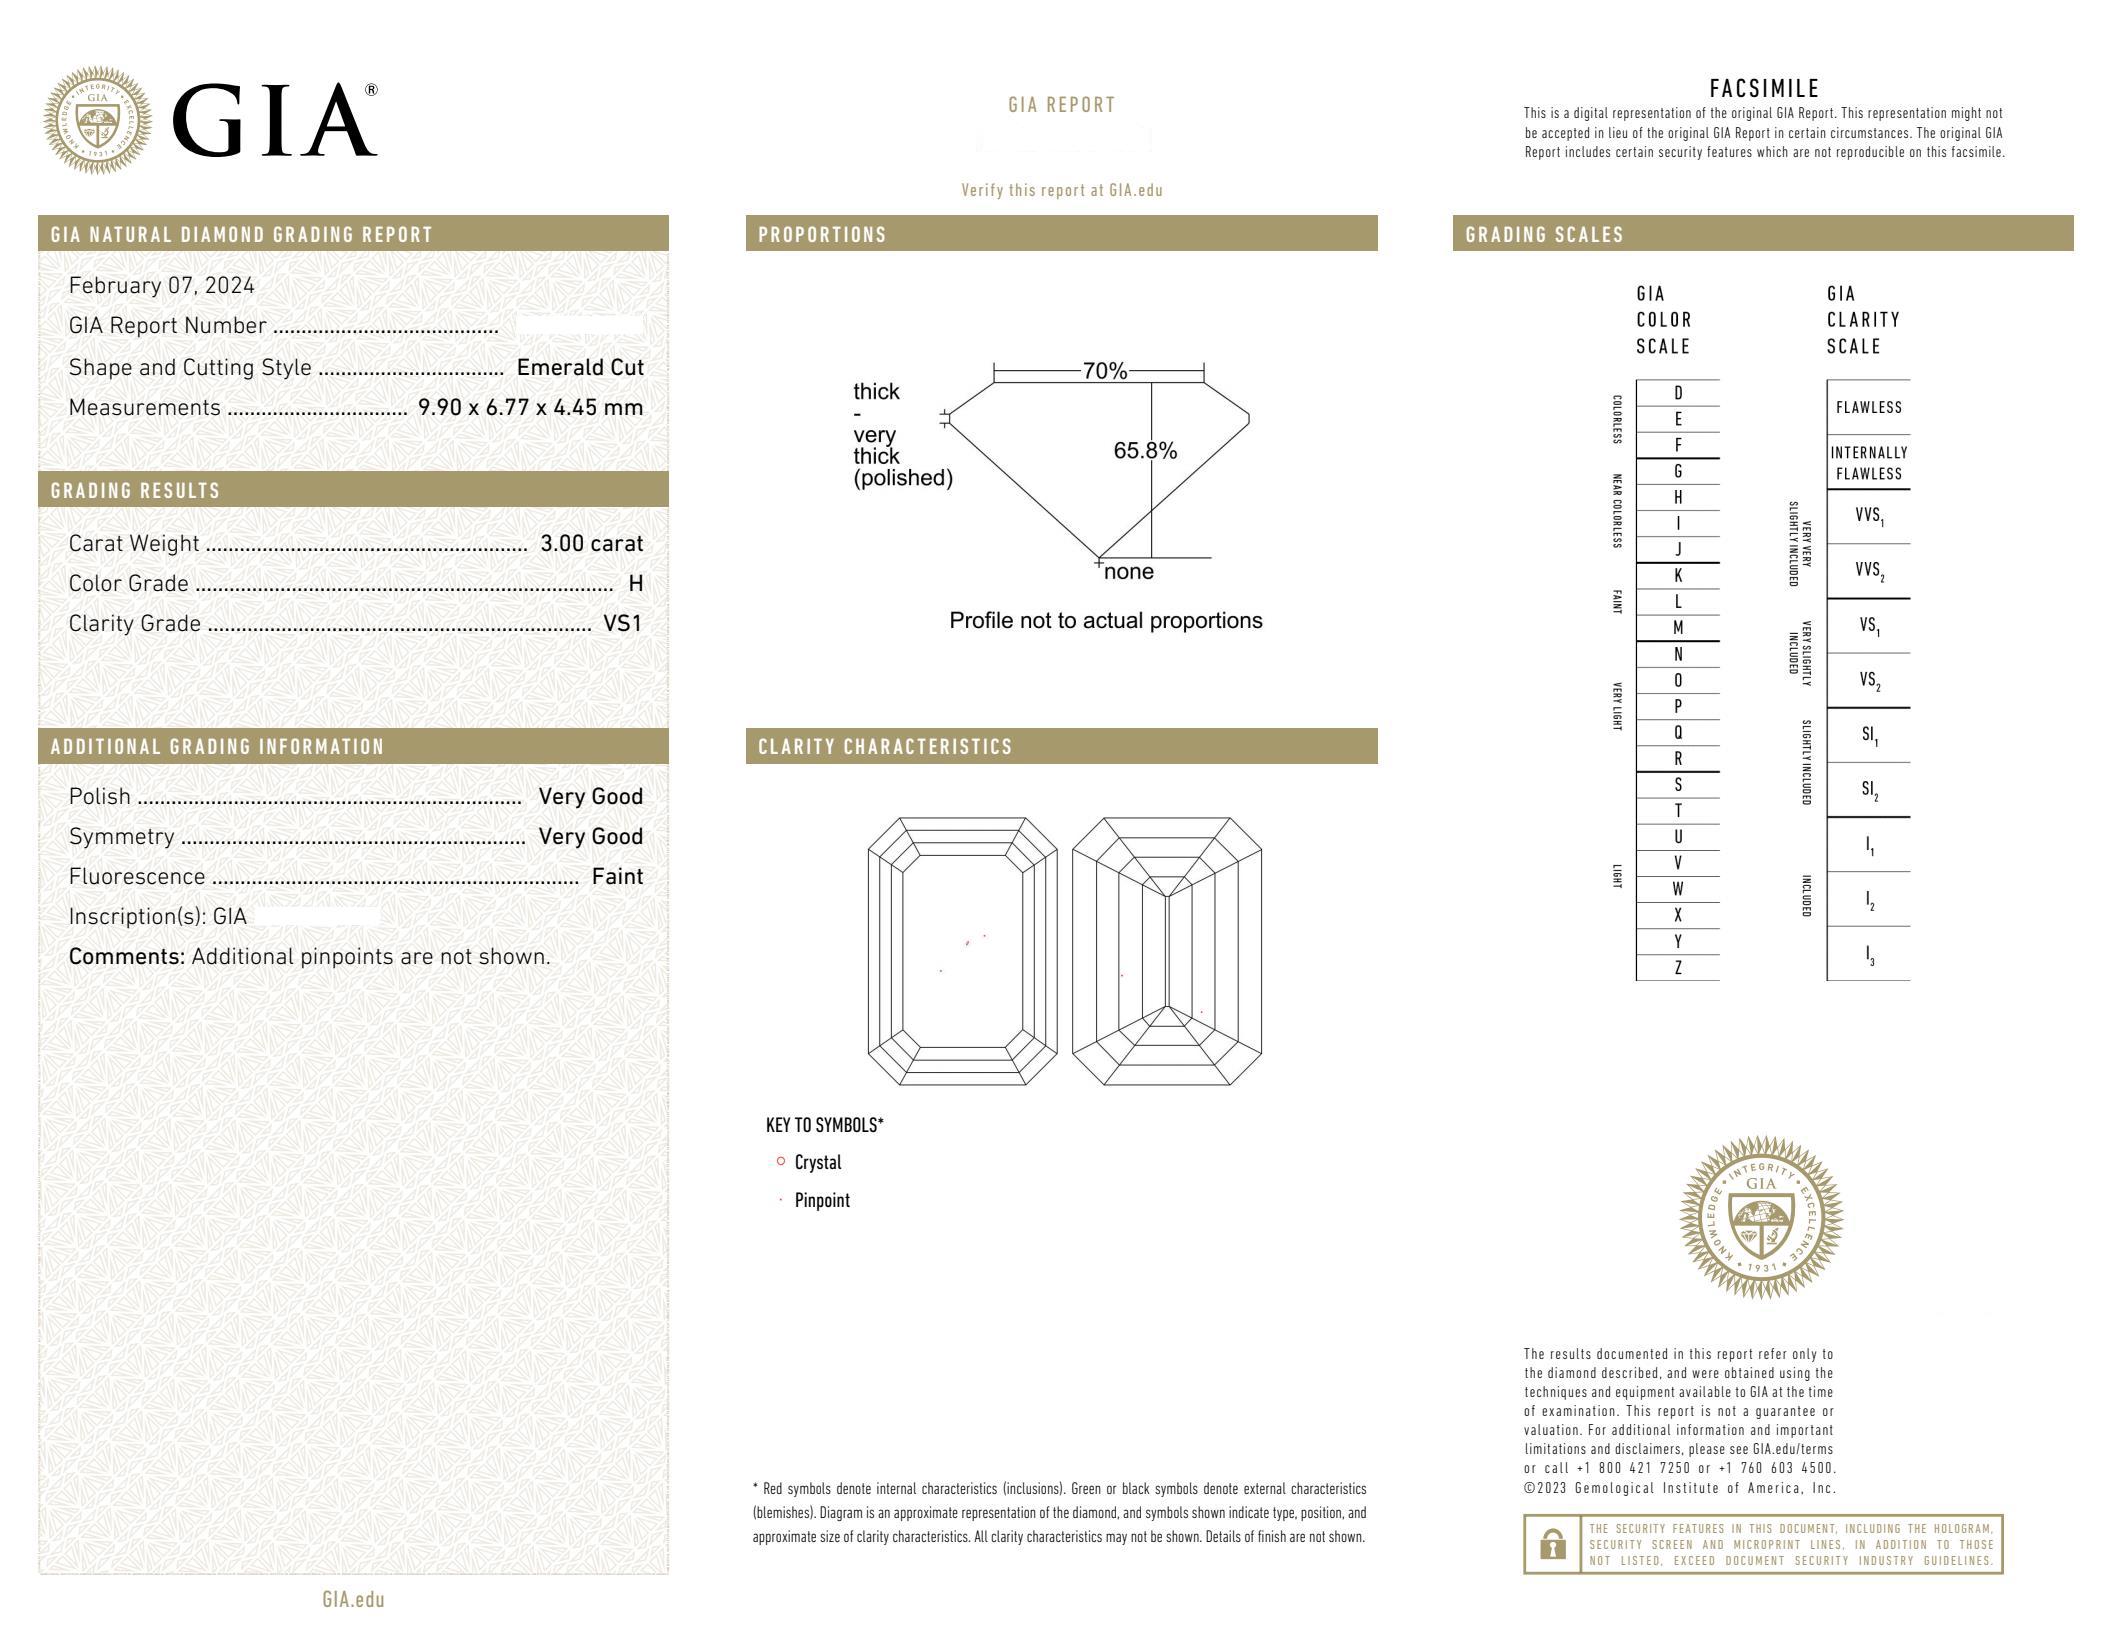 GIA®
KNOWLEDGE • INTEGRITY • EXCELLENCE
GIA
• 1931 •
GIA NATURAL DIAMOND GRADING REPORT
February 07, 2024
GIA Report Number ........................................
Shape and Cutting Style ................................. Emerald Cut
Measurements ................................ 9.90 x 6.77 x 4.45 mm
GRADING RESULTS
Carat Weight ......................................................... 3.00 carat
Color Grade .......................................................................... H
Clarity Grade .................................................................... VS1
ADDITIONAL GRADING INFORMATION
Polish .................................................................... Very Good
Symmetry ............................................................. Very Good
Fluorescence ................................................................. Faint
Inscription(s): GIA
Comments: Additional pinpoints are not shown.
GIA.edu
GIA REPORT
Verify this report at GIA.edu
PROPORTIONS
70%
thick
-
very
thick
(polished)
65.8%
none
Profile not to actual proportions
CLARITY CHARACTERISTICS
KEY TO SYMBOLS*
Crystal
Pinpoint
* Red symbols denote internal characteristics (inclusions). Green or black symbols denote external characteristics
(blemishes). Diagram is an approximate representation of the diamond, and symbols shown indicate type, position, and
approximate size of clarity characteristics. All clarity characteristics may not be shown. Details of finish are not shown.
FACSIMILE
This is a digital representation of the original GIA Report. This representation might not
be accepted in lieu of the original GIA Report in certain circumstances. The original GIA
Report includes certain security features which are not reproducible on this facsimile.
GRADING SCALES
GIA
COLOR
SCALE
COLORLESS
D
E
F
NEAR COLORLESS
G
H
I
J
FAINT
K
L
M
VERY LIGHT
N
O
P
Q
R
LIGHT
S
T
U
V
W
X
Y
Z
GIA
CLARITY
SCALE
FLAWLESS
INTERNALLY
FLAWLESS
VERY VERY
SLIGHTLY INCLUDED
VVS1
VVS2
VERY SLIGHTLY
INCLUDED
VS1
VS2
SLIGHTLY INCLUDED
SI1
SI2
INCLUDED
I1
I2
I3
KNOWLEDGE • INTEGRITY • EXCELLENCE
GIA
• 1931 •
The results documented in this report refer only to
the diamond described, and were obtained using the
techniques and equipment available to GIA at the time
of examination. This report is not a guarantee or
valuation. For additional information and important
limitations and disclaimers, please see GIA.edu/terms
or call +1 800 421 7250 or +1 760 603 4500.
©2023 Gemological Institute of America, Inc.
THE SECURITY FEATURES IN THIS DOCUMENT, INCLUDING THE HOLOGRAM,
SECURITY SCREEN AND MICROPRINT LINES, IN ADDITION TO THOSE
NOT LISTED, EXCEED DOCUMENT SECURITY INDUSTRY GUIDELINES.